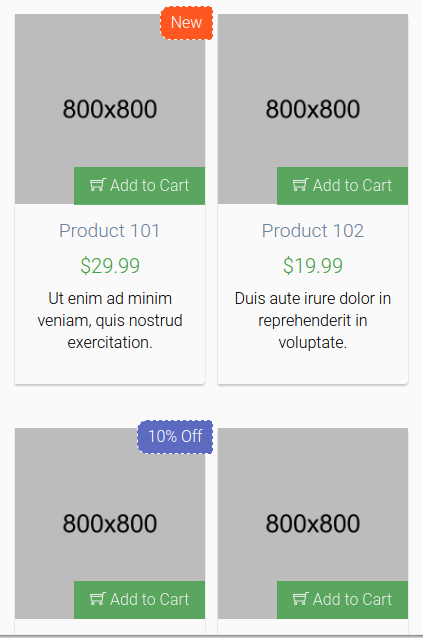 New
800x800
800x800
Add to Cart
Add to Cart
Product 101
Product 102
$29.99
$19.99
Ut enim ad minim
veniam, quis nostrud
exercitation.
Duis aute irure dolor in
reprehenderit in
voluptate.
10% Off
800x800
800x800
Add to Cart
Add to Cart